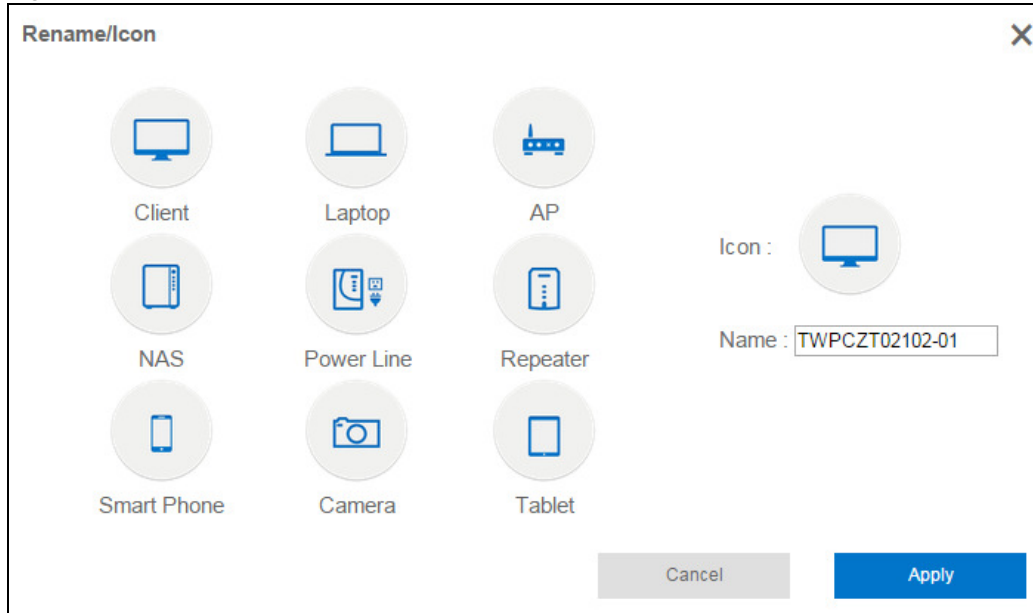 Rename/Icon
Client
Laptop
AP
NAS
Power Line
Repeater
Smart Phone
Camera
Tablet
Icon :
Name : TWPCZT02102-01
Cancel
Apply